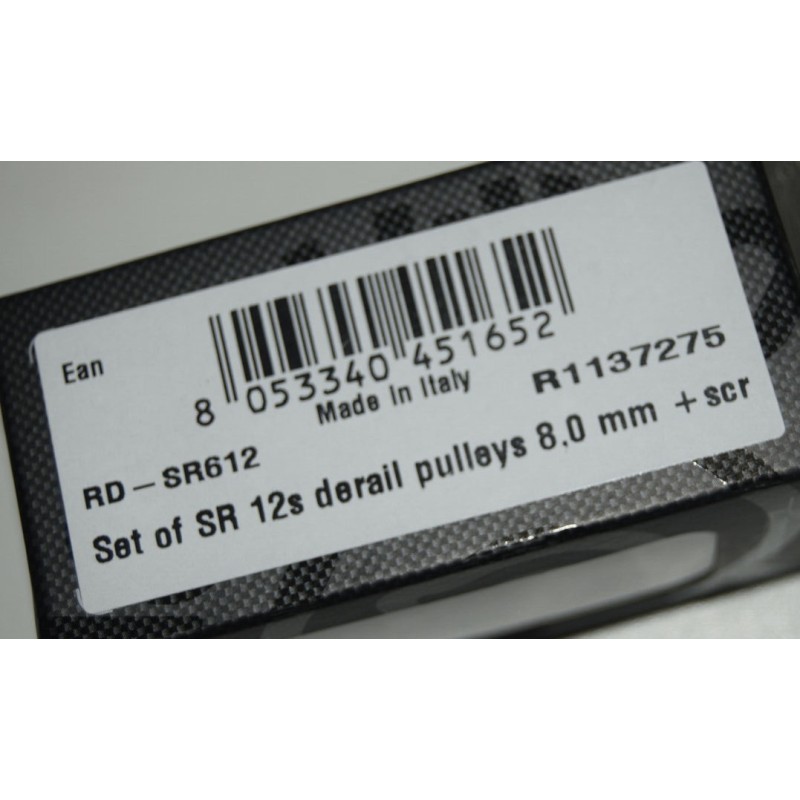 Ean
8 053340 451652
Made in Italy
R1137275
RD-SR612
Set of SR 12s derail pulleys 8.0 mm +scr